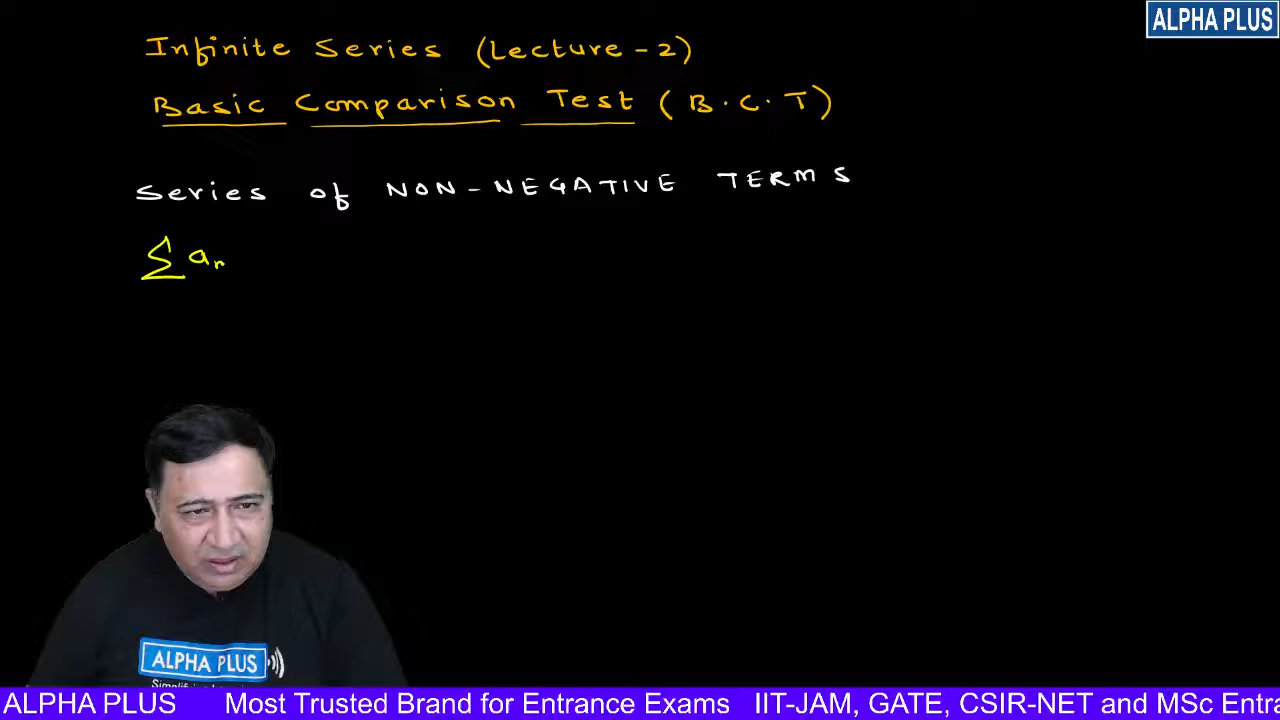 ALPHA PLUS
Infinite Series (Lecture - 2)
Basic Comparison Test (B.C.T)
Series of NON-NEGATIVE TERMS
∑ aₙ
ALPHA PLUS
ALPHA PLUS Most Trusted Brand for Entrance Exams IIT-JAM, GATE, CSIR-NET and MSc Entra